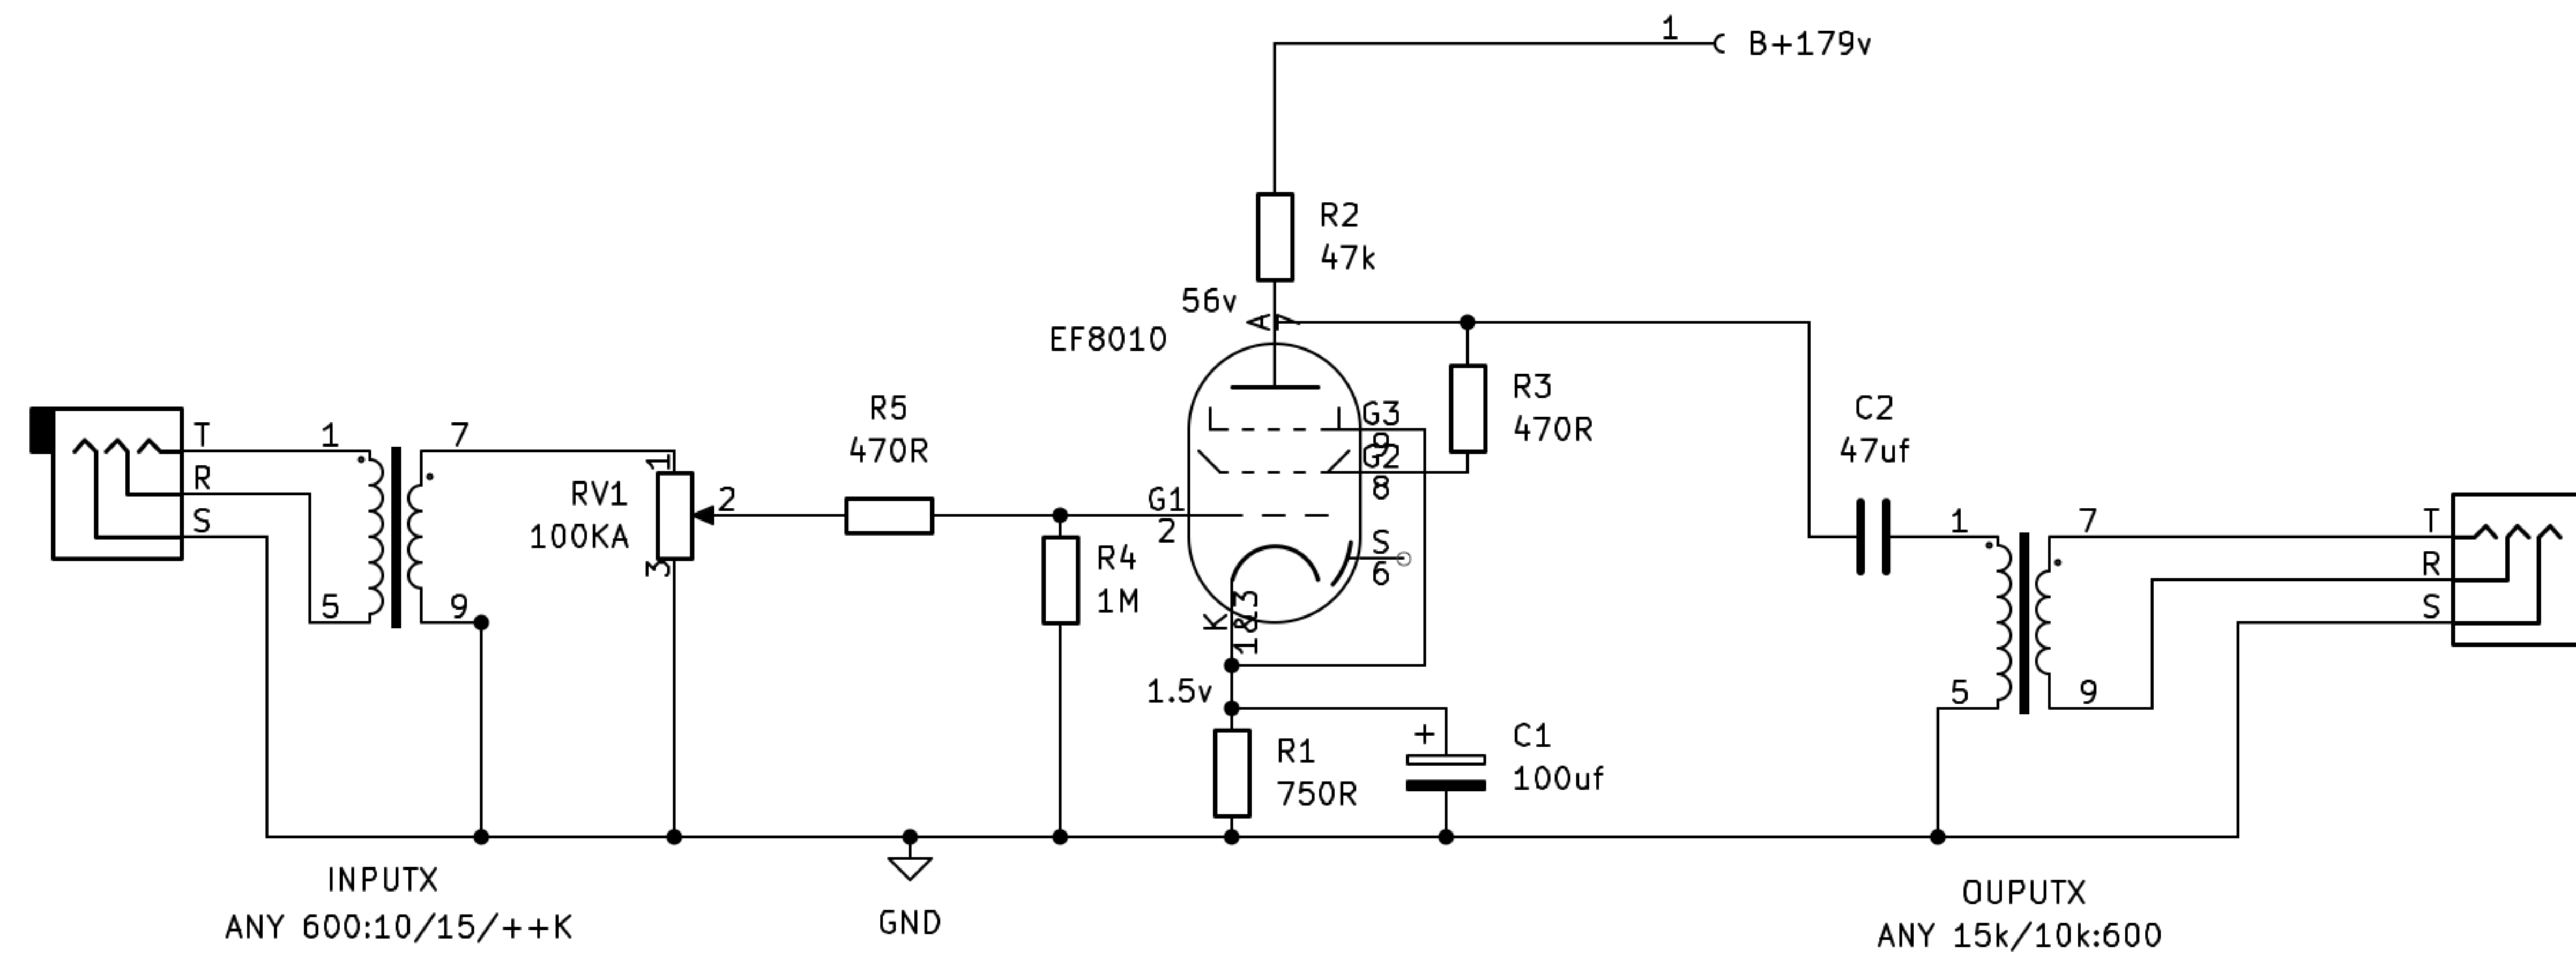 1
B+179v
R2
47k
56v
A
7
EF8010
R3
470R
G3
9
G2
8
G1
2
S
6
K
1&3
1.5v
R1
750R
+
C1
100uf
R5
470R
R4
1M
T
R
S
1
5
7
9
RV1
100KA
1
2
3
C2
47uf
1
5
7
9
T
R
S
INPUTX
ANY 600:10/15/++K
GND
OUPUTX
ANY 15k/10k:600